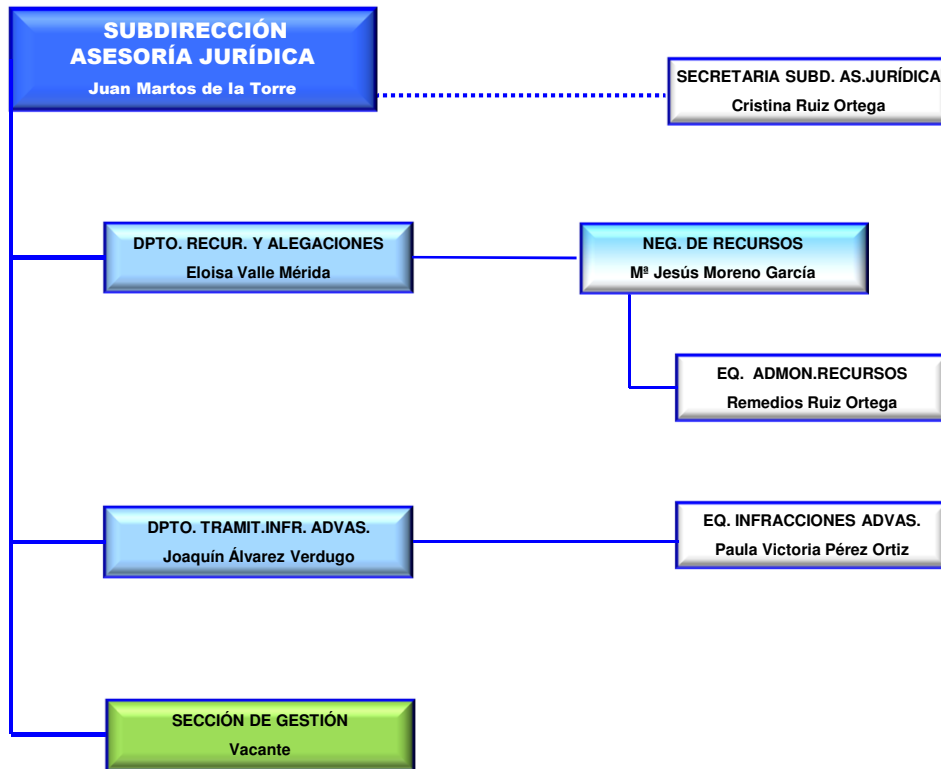 SUBDIRECCIÓN
ASESORÍA JURÍDICA
Juan Martos de la Torre
SECRETARIA SUBD. AS.JURÍDICA
Cristina Ruiz Ortega
DPTO. RECUR. Y ALEGACIONES
Eloisa Valle Mérida
NEG. DE RECURSOS
Mª Jesús Moreno García
EQ. ADMON.RECURSOS
Remedios Ruiz Ortega
DPTO. TRAMIT.INFR. ADVAS.
Joaquín Álvarez Verdugo
EQ. INFRACCIONES ADVAS.
Paula Victoria Pérez Ortiz
SECCIÓN DE GESTIÓN
Vacante